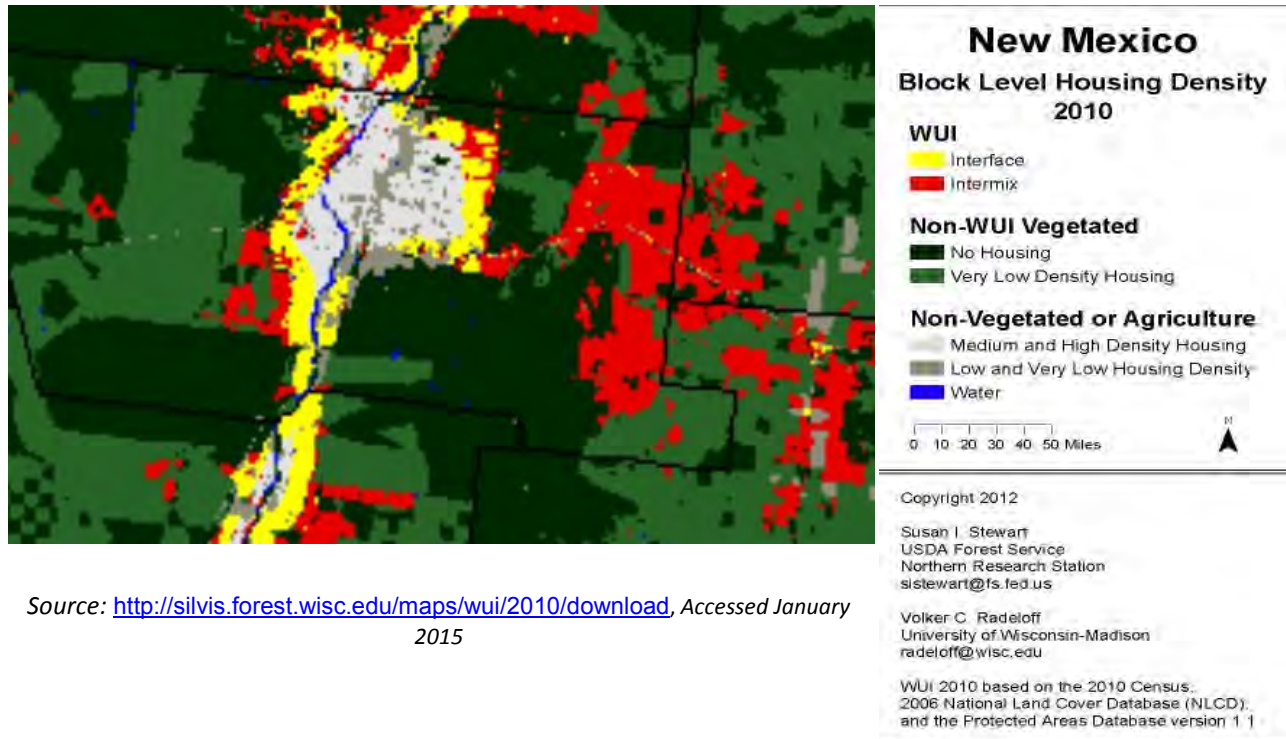 New Mexico
Block Level Housing Density
2010
WUI
Interface
Intermix
Non-WUI Vegetated
No Housing
Very Low Density Housing
Non-Vegetated or Agriculture
Medium and High Density Housing
Low and Very Low Housing Density
Water
0 10 20 30 40 50 Miles
N
Copyright 2012
Susan I. Stewart
USDA Forest Service
Northern Research Station
sistewart@fs.fed.us
Volker C. Radeloff
University of Wisconsin-Madison
radeloff@wisc.edu
WUI 2010 based on the 2010 Census,
2006 National Land Cover Database (NLCD),
and the Protected Areas Database version 1.1
Source: http://silvis.forest.wisc.edu/maps/wui/2010/download, Accessed January
2015